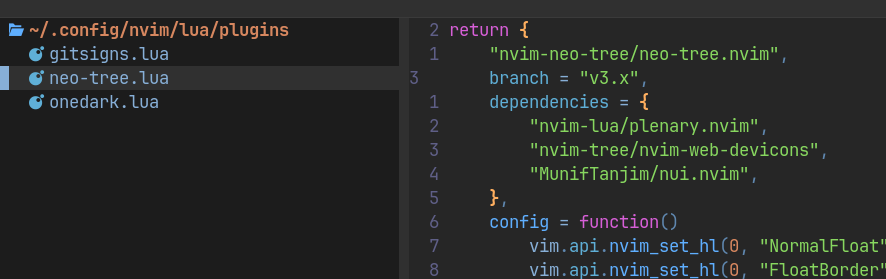 ~/.config/nvim/lua/plugins
gitsigns.lua
neo-tree.lua
onedark.lua
2 return {
1 "nvim-neo-tree/neo-tree.nvim",
3 branch = "v3.x",
1 dependencies = {
2 "nvim-lua/plenary.nvim",
3 "nvim-tree/nvim-web-devicons",
4 "MunifTanjim/nui.nvim",
5 },
6 config = function()
7 vim.api.nvim_set_hl(0, "NormalFloat"
8 vim.api.nvim_set_hl(0, "FloatBorder"